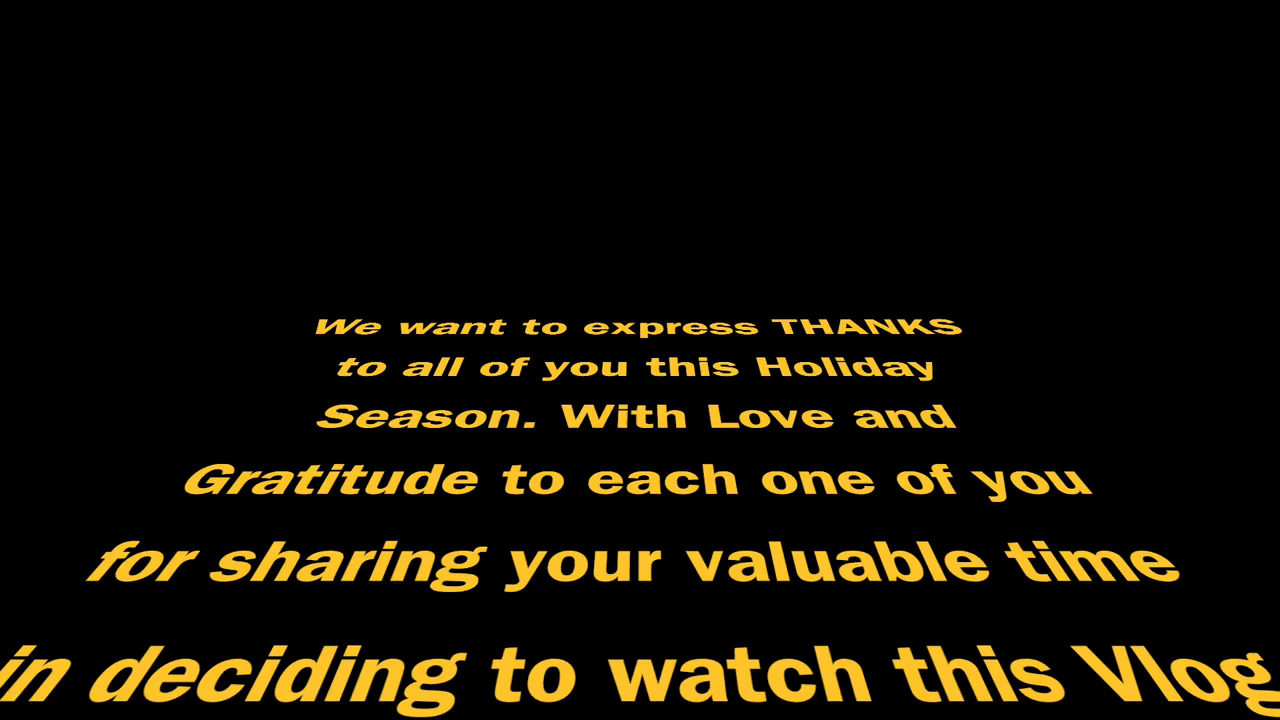 We want to express THANKS
to all of you this Holiday
Season. With Love and
Gratitude to each one of you
for sharing your valuable time
in deciding to watch this Vlog